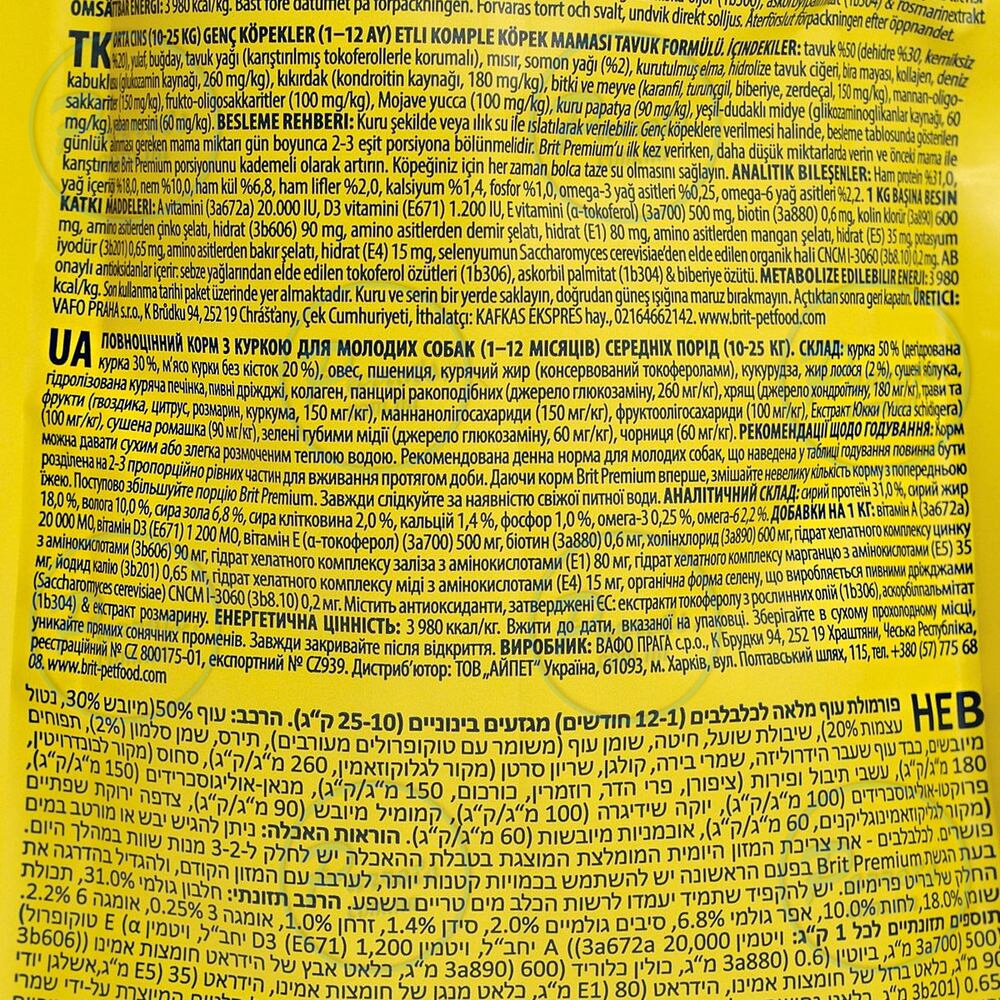 OMSÄTTBAR ENERGI: 3 980 kcal/kg. Bäst före datumet på förpackningen. Förvaras torrt och svalt, undvik direkt solljus. Återförslut förpackningen efter öppnandet.
TK ORTA CINS (10-25 KG) GENÇ KÖPEKLER (1–12 AY) ETLI KOMPLE KÖPEK MAMASI TAVUK FORMÜLÜ. İÇİNDEKİLER: tavuk %50 (dehidre %30, kemiksiz
%20), yulaf, buğday, tavuk yağı (karıştırılmış tokoferollerle korumalı), mısır, somon yağı (%2), kurutulmuş elma, hidrolize tavuk ciğeri, bira mayası, kollajen, deniz
kabuklusu (glukozamin kaynağı, 260 mg/kg), kıkırdak (kondroitin kaynağı, 180 mg/kg), bitki ve meyve (karanfil, turunçgil, biberiye, zerdeçal, 150 mg/kg), mannan-oligo-
sakkaritler (150 mg/kg), frukto-oligosakkaritler (100 mg/kg), Mojave yucca (100 mg/kg), kuru papatya (90 mg/kg), yeşil-dudaklı midye (glikozaminoglikanlar kaynağı, 60
mg/kg), yaban mersini (60 mg/kg). BESLEME REHBERI: Kuru şekilde veya ılık su ile ıslatılarak verilebilir. Genç köpeklere verilmesi halinde, besleme tablosunda gösterilen
günlük alınması gereken mama miktarı gün boyunca 2-3 eşit porsiyona bölünmelidir. Brit Premium'u ilk kez verirken, daha düşük miktarlarda verin ve önceki mama ile
karıştırırken Brit Premium porsiyonunu kademeli olarak artırın. Köpeğiniz için her zaman bolca taze su olmasını sağlayın. ANALITIK BILEŞENLER: Ham protein %31,0,
yağ içeriği %18,0, nem %10,0, ham kül %6,8, ham lifler %2,0, kalsiyum %1,4, fosfor %1,0, omega-3 yağ asitleri %0,25, omega-6 yağ asitleri %2,2. 1 KG BAŞINA BESIN
KATKI MADDELERI: A vitamini (3a672a) 20.000 IU, D3 vitamini (E671) 1.200 IU, E vitamini (α-tokoferol) (3a700) 500 mg, biotin (3a880) 0,6 mg, kolin klorür (3a890) 600
mg, amino asitlerden çinko şelatı, hidrat (3b606) 90 mg, amino asitlerden demir şelatı, hidrat (E1) 80 mg, amino asitlerden mangan şelatı, hidrat (E5) 35 mg, potasyum
iyodür (3b201) 0,65 mg, amino asitlerden bakır şelatı, hidrat (E4) 15 mg, selenyumun Saccharomyces cerevisiae'den elde edilen organik hali CNCM I-3060 (3b8.10) 0,2 mg. AB
onaylı antioksidanlar içerir: sebze yağlarından elde edilen tokoferol özütleri (1b306), askorbil palmitat (1b304) & biberiye özütü. METABOLIZE EDILEBILIR ENERJI: 3 980
kcal/kg. Son kullanma tarihi paket üzerinde yer almaktadır. Kuru ve serin bir yerde saklayın, doğrudan güneş ışığına maruz bırakmayın. Açıktan sonra geri kapatın. ÜRETICI:
VAFO PRAHA s.r.o., K Brůdku 94, 252 19 Chrášťany, Çek Cumhuriyeti, İthalatçı: KAFKAS EKSPRES hay., 02164662142. www.brit-petfood.com
UA ПОВНОЦІННИЙ КОРМ З КУРКОЮ ДЛЯ МОЛОДИХ СОБАК (1–12 МІСЯЦІВ) СЕРЕДНІХ ПОРІД (10-25 КГ). СКЛАД: курка 50 % (дегідрована
курка 30 %, м'ясо курки без кісток 20 %), овес, пшениця, курячий жир (консервований токоферолами), кукурудза, жир лосося (2 %), сушені яблука,
гідролізована куряча печінка, пивні дріжджі, колаген, панцирі ракоподібних (джерело глюкозаміну, 260 мг/кг), хрящ (джерело хондроїтину, 180 мг/кг), трави та
фрукти (гвоздика, цитрус, розмарин, куркума, 150 мг/кг), маннанолігосахариди (150 мг/кг), фруктоолігосахариди (100 мг/кг), Екстракт Юкки (Yucca schidigera)
(100 мг/кг), сушена ромашка (90 мг/кг), зелені губими мідії (джерело глюкозаміну, 60 мг/кг), чорниця (60 мг/кг). РЕКОМЕНДАЦІЇ ЩОДО ГОДУВАННЯ: Корм
можна давати сухим або злегка розмоченим теплою водою. Рекомендована денна норма для молодих собак, що наведена у таблиці годування повинна бути
розділена на 2-3 пропорційно рівних частин для вживання протягом доби. Даючи корм Brit Premium вперше, змішайте невелику кількість корму з попередньою
їжею. Поступово збільшуйте порцію Brit Premium. Завжди слідкуйте за наявністю свіжої питної води. АНАЛІТИЧНИЙ СКЛАД: сирий протеїн 31,0 %, сирий жир
18,0 %, волога 10,0 %, сира зола 6,8 %, сира клітковина 2,0 %, кальцій 1,4 %, фосфор 1,0 %, омега-3 0,25 %, омега-6 2,2 %. ДОБАВКИ НА 1 КГ: вітамін А (3a672a)
20 000 МО, вітамін D3 (E671) 1 200 МО, вітамін Е (α-токоферол) (3a700) 500 мг, біотин (3a880) 0,6 мг, холінхлорид (3a890) 600 мг, гідрат хелатного комплексу цинку
з амінокислотами (3b606) 90 мг, гідрат хелатного комплексу заліза з амінокислотами (E1) 80 мг, гідрат хелатного комплексу марганцю з амінокислотами (E5) 35
мг, йодид калію (3b201) 0,65 мг, гідрат хелатного комплексу міді з амінокислотами (E4) 15 мг, органічна форма селену, що виробляється пивними дріжджами
(Saccharomyces cerevisiae) CNCM I-3060 (3b8.10) 0,2 мг. Містить антиоксиданти, затверджені ЄС: екстракти токоферолу з рослинних олій (1b306), аскорбілпальмітат
(1b304) & екстракт розмарину. ЕНЕРГЕТИЧНА ЦІННІСТЬ: 3 980 ккал/кг. Вжити до дати, вказаної на упаковці. Зберігайте в сухому прохолодному місці,
уникайте прямих сонячних променів. Завжди закривайте після відкриття. ВИРОБНИК: ВАФО ПРАГА с.р.о., К Брудки 94, 252 19 Храштяни, Чеська Республіка,
реєстраційний № CZ 800175-01, експортний № CZ939. Дистриб'ютор: ТОВ „АЙПЕТ" Україна, 61093, м. Харків, вул. Полтавський шлях, 115, тел. +380 (57) 775 68
08. www.brit-petfood.com
HEB פורמולת עוף מלאה לכלבלבים (12-1 חודשים) מגזעים בינוניים (25-10 ק"ג). הרכב: עוף 50% (מיובש 30%, נטול
עצמות 20%), שיבולת שועל, חיטה, שומן עוף (משומר עם טוקופרולים מעורבים), תירס, שמן סלמון (2%), תפוחים
מיובשים, כבד עוף שעבר הידרוליזה, שמרי בירה, קולגן, שריון סרטן (מקור לגלוקוזאמין, 260 מ"ג/ק"ג), סחוס (מקור לכונדרויטין,
180 מ"ג/ק"ג), עשבי תיבול ופירות (ציפורן, פרי הדר, רוזמרין, כורכום, 150 מ"ג/ק"ג), מנאן-אוליגוסכרידים (150 מ"ג/ק"ג),
פרוקטו-אוליגוסכרידים (100 מ"ג/ק"ג), יוקה שידיגרה (100 מ"ג/ק"ג), קמומיל מיובש (90 מ"ג/ק"ג), צדפה ירוקת שפתיים
(מקור לגליקוזאמינוגליקנים, 60 מ"ג/ק"ג), אוכמניות מיובשות (60 מ"ג/ק"ג). הוראות האכלה: ניתן להגיש יבש או מורטב במים
פושרים. לכלבלבים - את צריכת המזון היומית המומלצת המוצגת בטבלת ההאכלה יש לחלק ל-2-3 מנות שוות במהלך היום.
בעת הגשת Brit Premium בפעם הראשונה יש להשתמש בכמויות קטנות יותר, לערבב עם המזון הקודם, ולהגדיל בהדרגה את
החלק של בריט פרימיום. יש להקפיד שתמיד יעמדו לרשות הכלב מים טריים בשפע. הרכב תזונתי: חלבון גולמי 31.0%, תכולת
שומן 18.0%, לחות 10.0%, אפר גולמי 6.8%, סיבים גולמיים 2.0%, סידן 1.4%, זרחן 1.0%, אומגה 3 0.25%, אומגה 6 2.2%.
תוספים תזונתיים לכל 1 ק"ג: ויטמין A ((3a672a 20,000 יחב"ל, ויטמין D3 (E671) 1,200 יחב"ל, ויטמין E (α טוקופרול)
(3a700) 500 מ"ג, ביוטין (3a880) 0.6 מ"ג, כולין כלוריד (3a890) 600 מ"ג, כלאט אבץ של הידראט חומצות אמינו (3b606)
90 מ"ג, כלאט ברזל של חומצות אמינו, הידראט (E1) 80 מ"ג, כלאט מנגן של חומצות אמינו, הידראט (E5) 35 מ"ג, אשלגן יודי
(3b201) 0.65